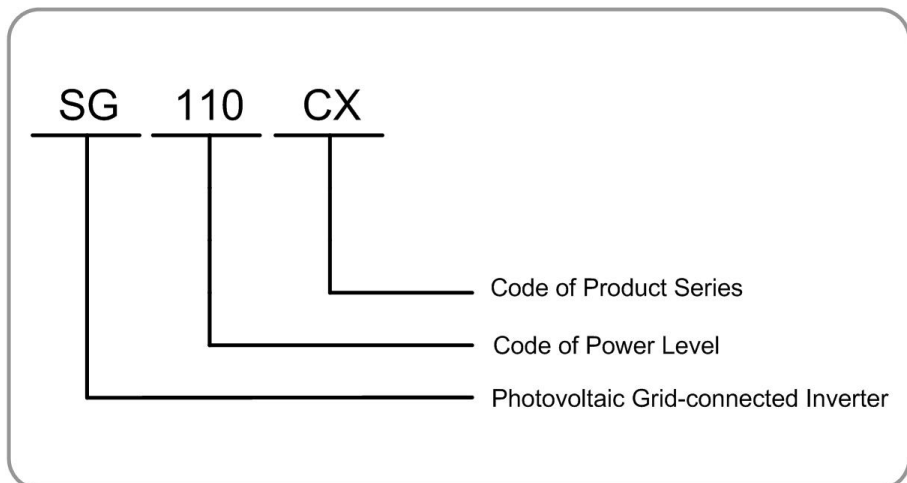 SG 110 CX
Code of Product Series
Code of Power Level
Photovoltaic Grid-connected Inverter